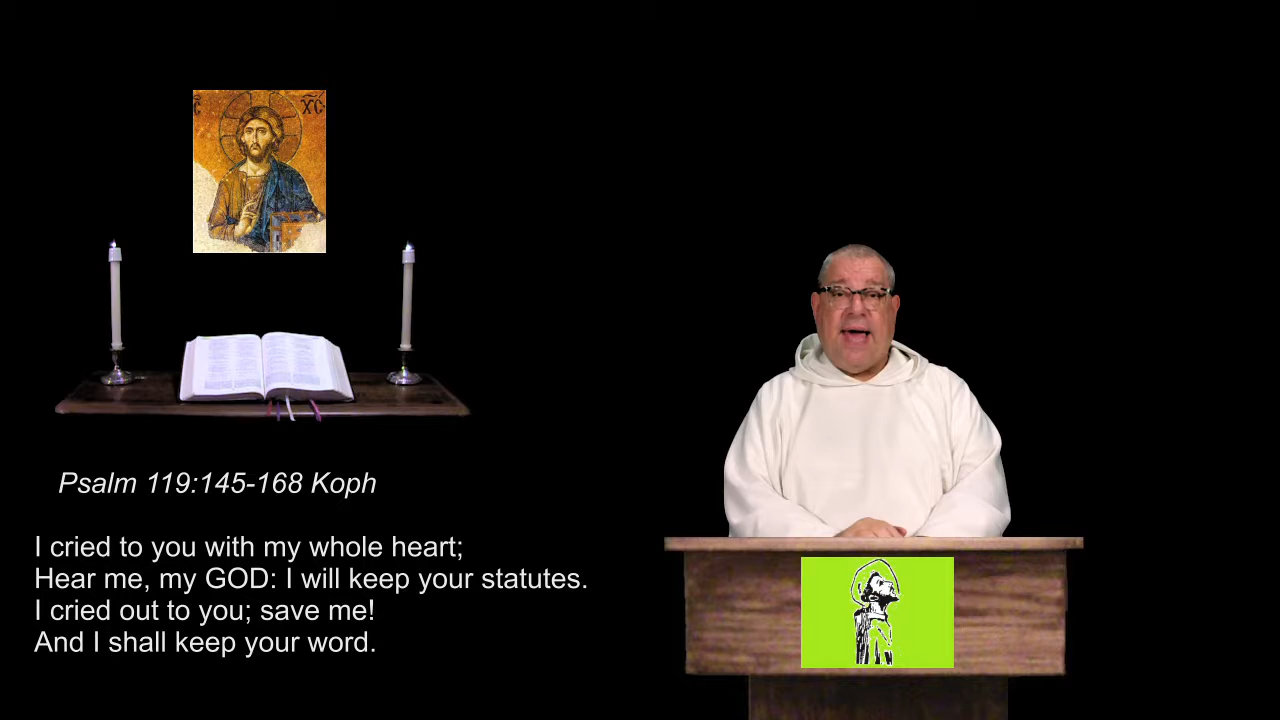 XC
Psalm 119:145-168 Koph
I cried to you with my whole heart;
Hear me, my GOD: I will keep your statutes.
I cried out to you; save me!
And I shall keep your word.